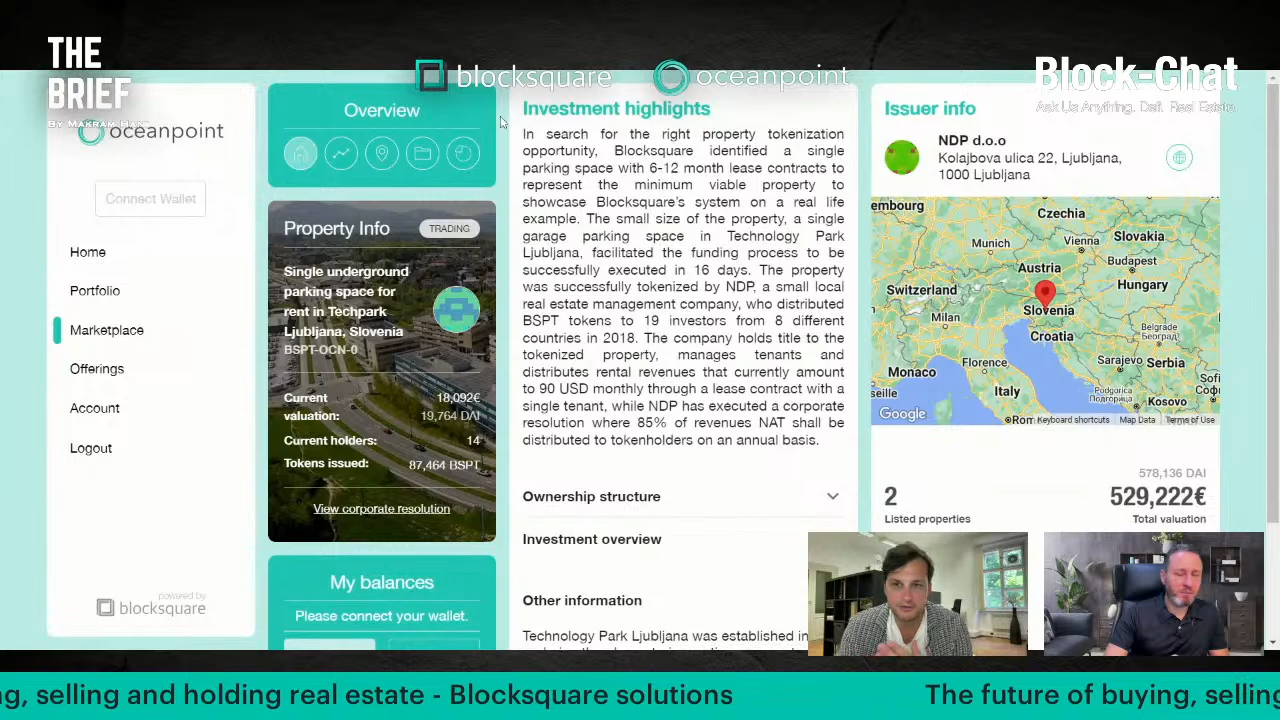 THE
BRIEF
blocksquare
oceanpoint
Block-Chat
Ask Us Anything. Defi. Real Estate.
oceanpoint
Connect Wallet
Home
Portfolio
Marketplace
Offerings
Account
Logout
powered by
blocksquare
Overview
Property Info
TRADING
Single underground
parking space for
rent in Techpark
Ljubljana, Slovenia
BSPT-OCN-0
Current
valuation:
18,092€
19,764 DAI
Current holders:
14
Tokens issued:
87,464 BSPT
View corporate resolution
My balances
Please connect your wallet.
Investment highlights
In search for the right property tokenization
opportunity, Blocksquare identified a single
parking space with 6-12 month lease contracts to
represent the minimum viable property to
showcase Blocksquare's system on a real life
example. The small size of the property, a single
garage parking space in Technology Park
Ljubljana, facilitated the funding process to be
successfully executed in 16 days. The property
was successfully tokenized by NDP, a small local
real estate management company, who distributed
BSPT tokens to 19 investors from 8 different
countries in 2018. The company holds title to the
tokenized property, manages tenants and
distributes rental revenues that currently amount
to 90 USD monthly through a lease contract with a
single tenant, while NDP has executed a corporate
resolution where 85% of revenues NAT shall be
distributed to tokenholders on an annual basis.
Ownership structure
Investment overview
Other information
Technology Park Ljubljana was established in
Issuer info
NDP d.o.o
Kolajbova ulica 22, Ljubljana,
1000 Ljubljana
embourg
Czechia
Munich
Vienna
Slovakia
Austria
Budapest
Switzerland
Hungary
Milan
Slovenia
Croatia
Belgrade
Београд
Florence
Sarajevo
Serbia
Monaco
seille
Italy
Podgorica
Подгорица
Sofi
Kosovo
Соф
Google
Rom
Keyboard shortcuts
Map Data
Terms of Use
578,136 DAI
2
529,222€
Listed properties
Total valuation
ng, selling and holding real estate - Blocksquare solutions
The future of buying, selling